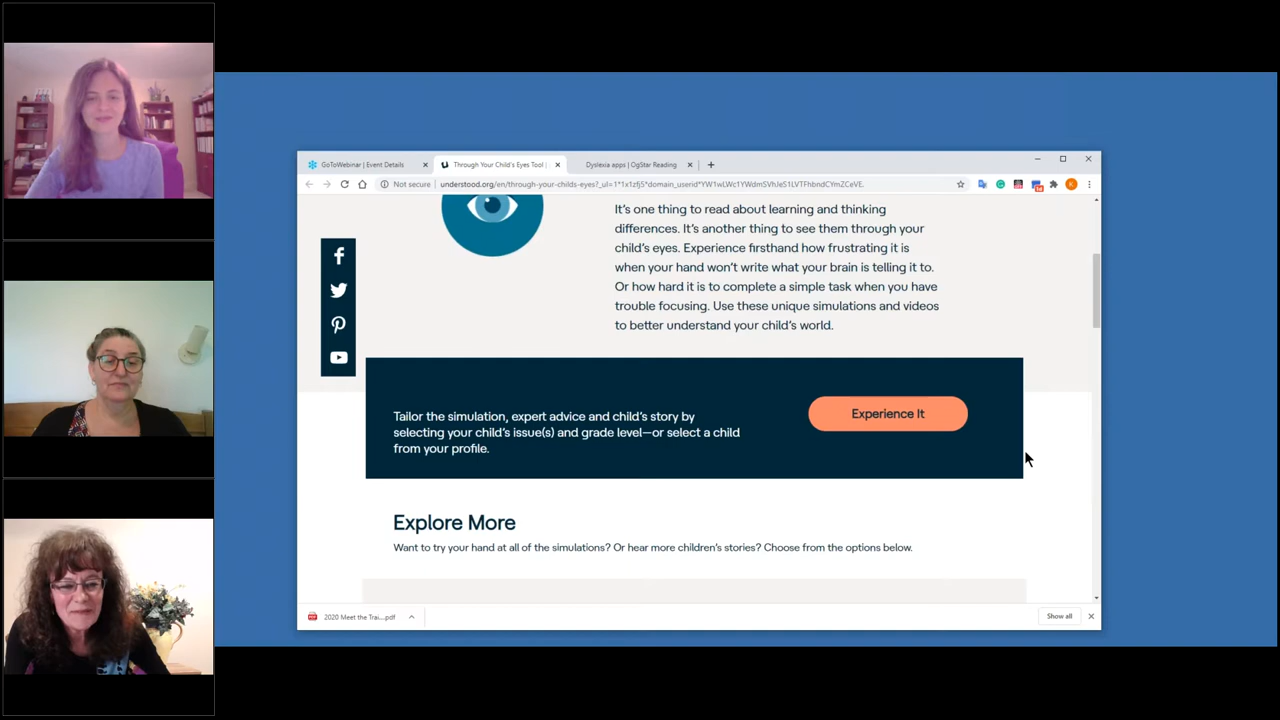 GoToWebinar | Event Details
Through Your Child's Eyes Tool |
Dyslexia apps | OgStar Reading
Not secure
It's one thing to read about learning and thinking
differences. It's another thing to see them through your
child's eyes. Experience firsthand how frustrating it is
when your hand won't write what your brain is telling it to.
Or how hard it is to complete a simple task when you have
trouble focusing. Use these unique simulations and videos
to better understand your child's world.
Tailor the simulation, expert advice and child's story by
selecting your child's issue(s) and grade level—or select a child
from your profile.
Experience It
Explore More
Want to try your hand at all of the simulations? Or hear more children's stories? Choose from the options below.
2020 Meet the Trai....pdf
Show all